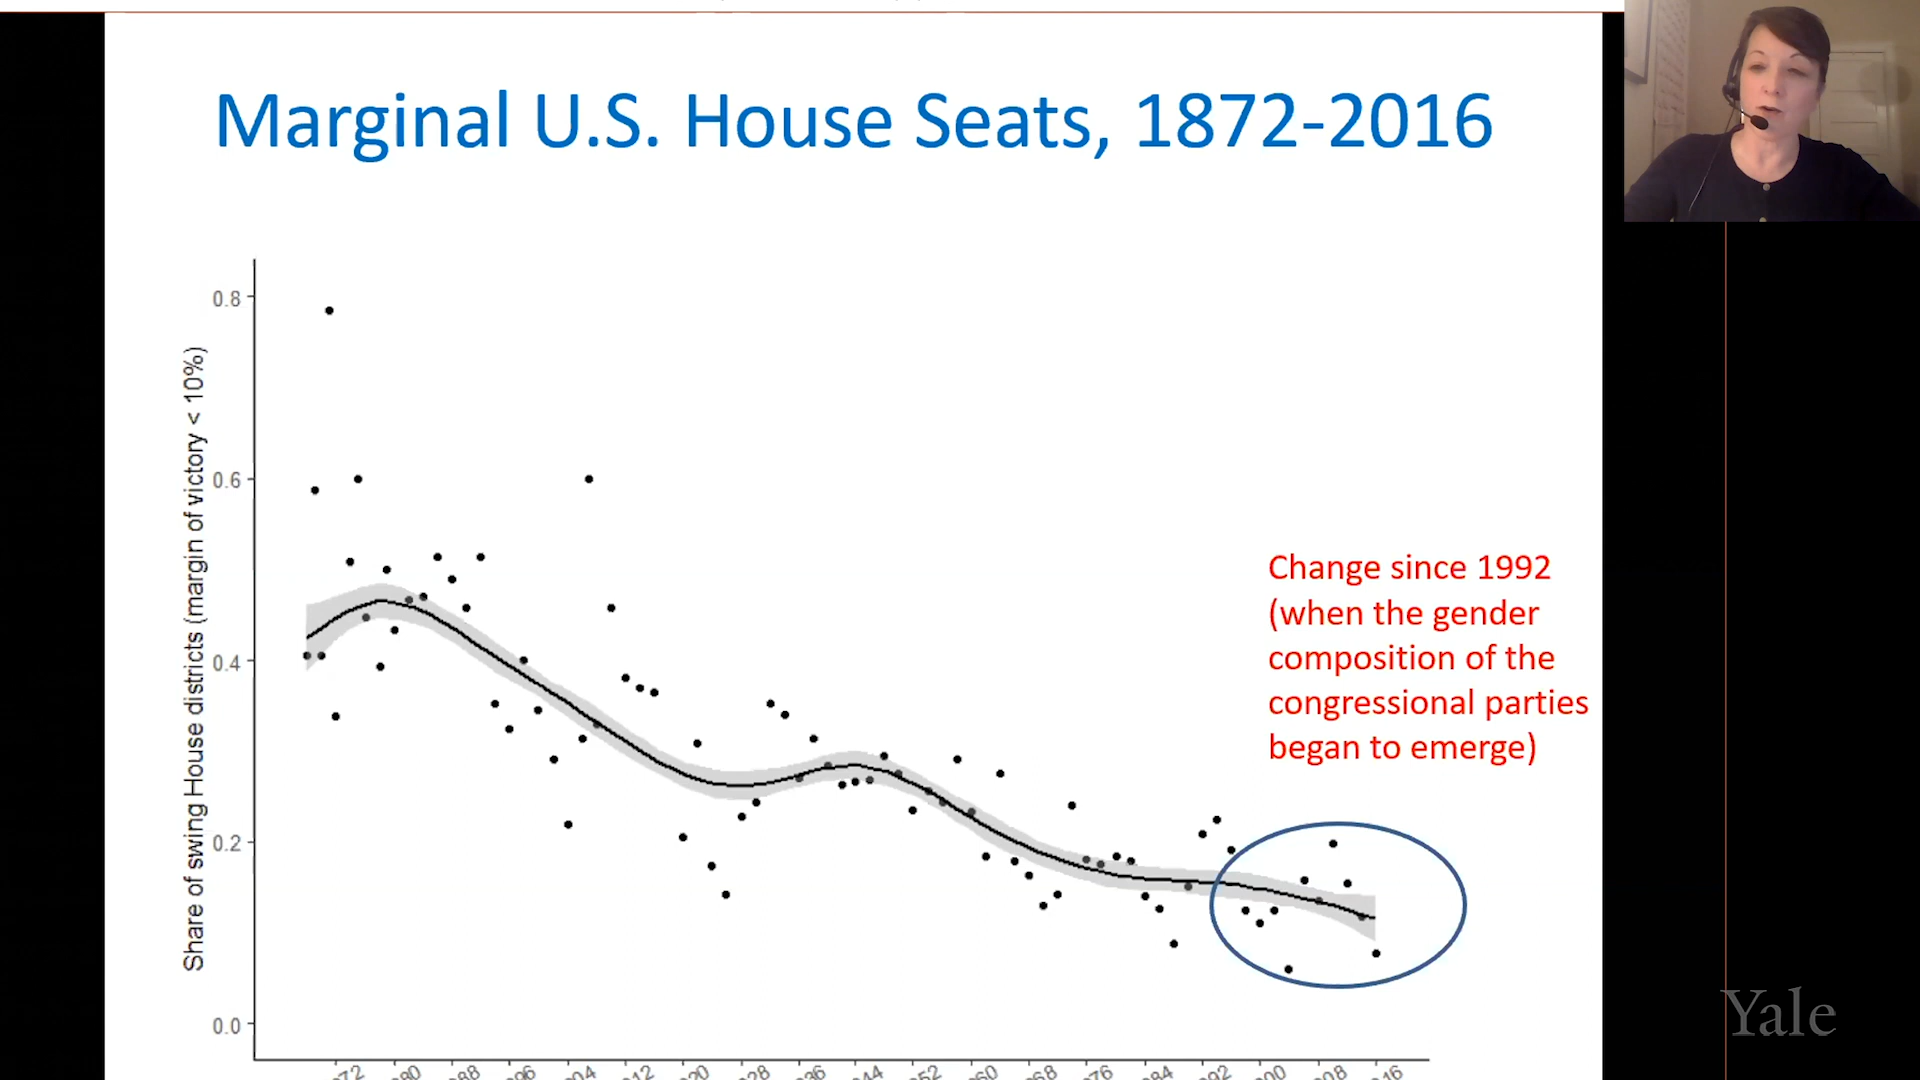 Marginal U.S. House Seats, 1872-2016
Share of swing House districts (margin of victory < 10%)
0.8
0.6
0.4
0.2
0.0
Change since 1992
(when the gender
composition of the
congressional parties
began to emerge)
Yale